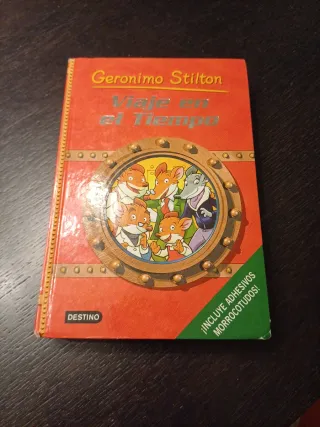 Geronimo Stilton
Viaje en
el Tiempo
¡INCLUYE ADHESIVOS
MORROCOTUDOS!
DESTINO